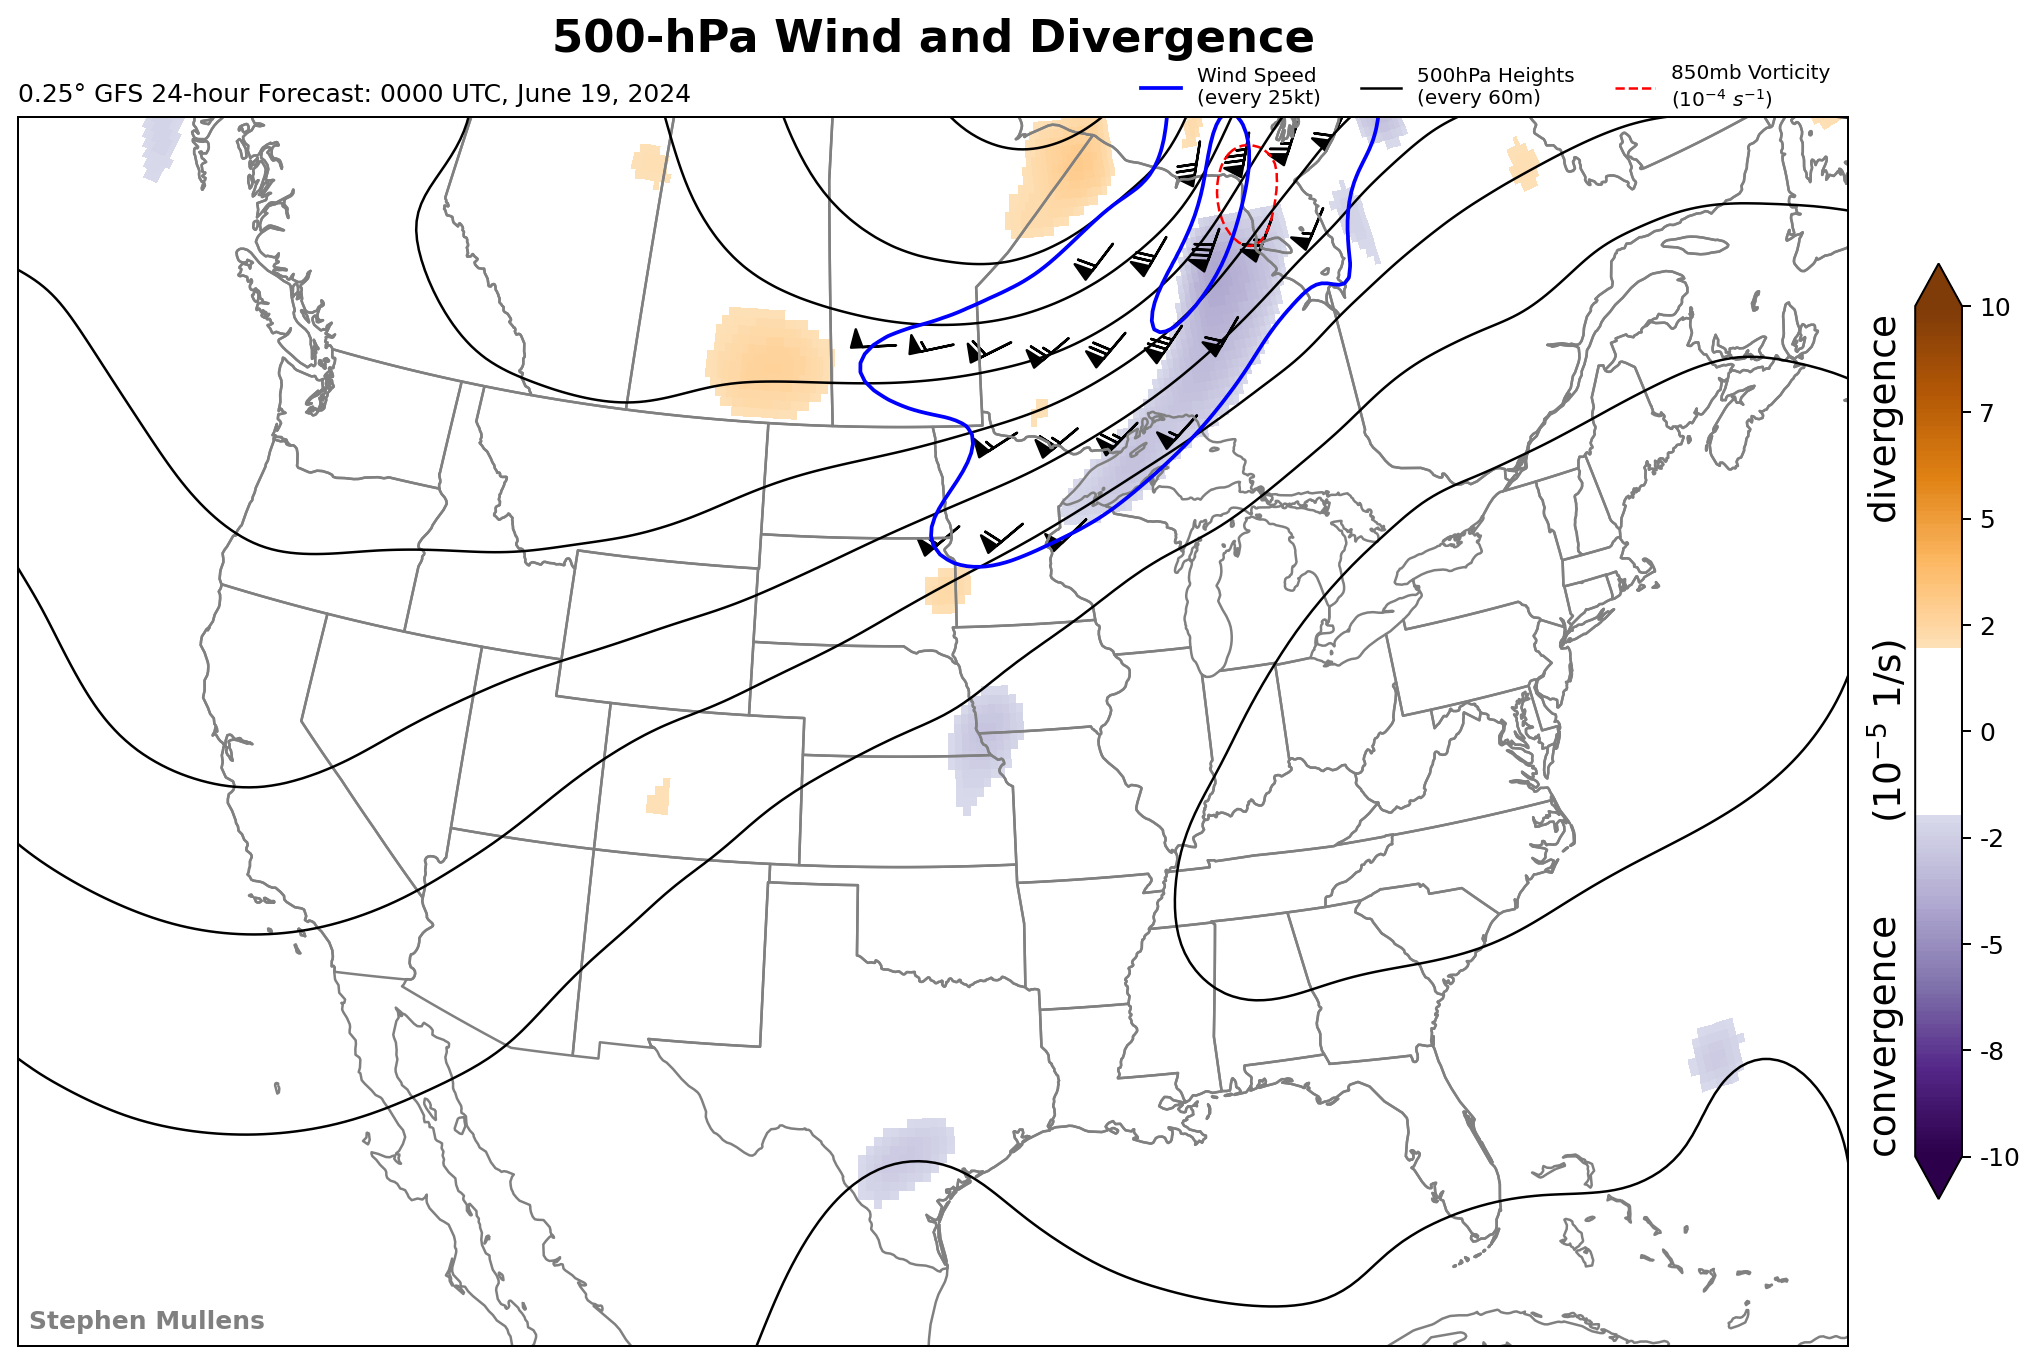 500-hPa Wind and Divergence
0.25° GFS 24-hour Forecast: 0000 UTC, June 19, 2024
Wind Speed
(every 25kt)
500hPa Heights
(every 60m)
850mb Vorticity
(10⁻⁴ s⁻¹)
10
7
5
2
0
-2
-5
-8
-10
convergence (10⁻⁵ 1/s) divergence
Stephen Mullens